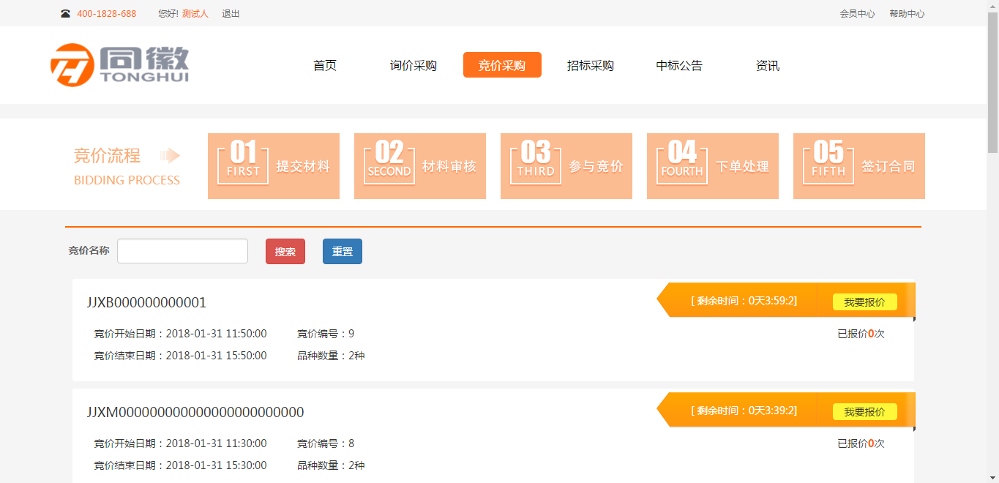 400-1828-688 您好! 测试人 退出 会员中心 帮助中心
同徽
TONGHUI
首页 询价采购 竞价采购 招标采购 中标公告 资讯
竞价流程
BIDDING PROCESS
01 FIRST 提交材料
02 SECOND 材料审核
03 THIRD 参与竞价
04 FOURTH 下单处理
05 FIFTH 签订合同
竞价名称 搜索 重置
JJXB000000000001 [ 剩余时间：0天3:59:2] 我要报价
竞价开始日期：2018-01-31 11:50:00 竞价编号：9 已报价0次
竞价结束日期：2018-01-31 15:50:00 品种数量：2种
JJXM000000000000000000000000 [ 剩余时间：0天3:39:2] 我要报价
竞价开始日期：2018-01-31 11:30:00 竞价编号：8 已报价0次
竞价结束日期：2018-01-31 15:30:00 品种数量：2种